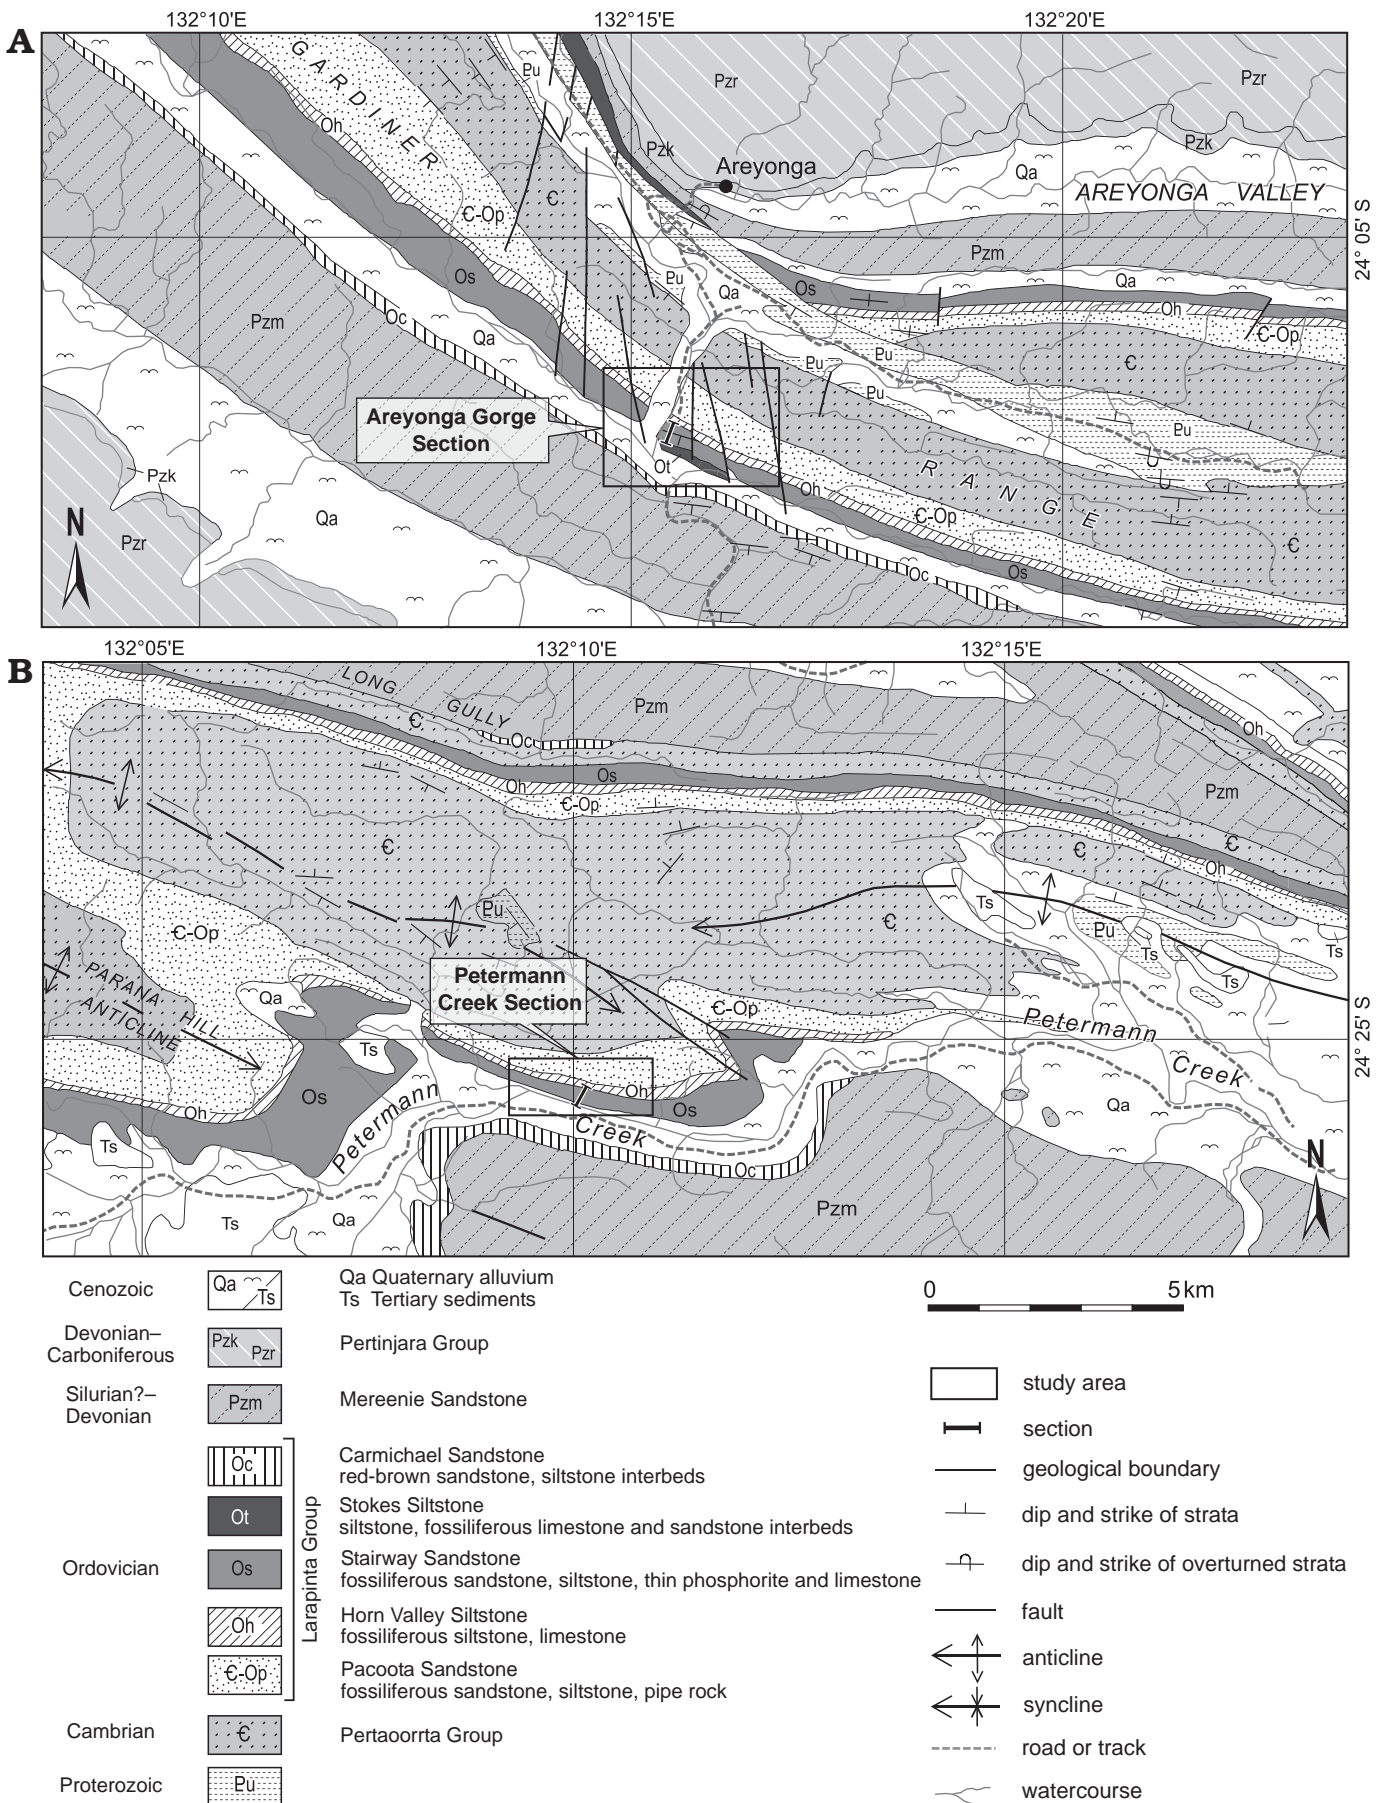 A
132°10'E
132°15'E
132°20'E
GARDINER
Pu
Pzr
Pzr
Oh
Pzk
Pzk
Areyonga
Qa
AREYONGA VALLEY
Є
Є-Op
24° 05' S
Pzm
Os
Pu
Qa
Os
Qa
Pzm
Oc
Oh
Qa
Є-Op
Pu
Pu
Є
Pu
Areyonga Gorge
Section
Pu
Ot
RANGE
Pzk
Oh
Qa
Є-Op
N
Pzr
Є
Oc
Os
B
132°05'E
132°10'E
132°15'E
LONG
GULLY
Pzm
Є
Oc
Oh
Os
Oh
Є-Op
Pzm
Є
Є
Є
Oh
Ts
Pu
Є
Є-Op
Pu
Ts
Ts
Ts
Petermann
Creek Section
PARANA
HILL
ANTICLINE
Qa
Є-Op
Petermann
Creek
24° 25' S
Ts
Os
Petermann
Creek
Oh
Oh
Os
Qa
Ts
Oc
N
Ts
Qa
Pzm
Cenozoic
Qa
Ts
Qa Quaternary alluvium
Ts Tertiary sediments
Devonian–
Carboniferous
Pzk
Pzr
Pertinjara Group
Silurian?–
Devonian
Pzm
Mereenie Sandstone
Ordovician
Larapinta Group
Oc
Carmichael Sandstone
red-brown sandstone, siltstone interbeds
Ot
Stokes Siltstone
siltstone, fossiliferous limestone and sandstone interbeds
Os
Stairway Sandstone
fossiliferous sandstone, siltstone, thin phosphorite and limestone
Oh
Horn Valley Siltstone
fossiliferous siltstone, limestone
Є-Op
Pacoota Sandstone
fossiliferous sandstone, siltstone, pipe rock
Cambrian
Є
Pertaoorrta Group
Proterozoic
Pu
0
5 km
study area
section
geological boundary
dip and strike of strata
dip and strike of overturned strata
fault
anticline
syncline
road or track
watercourse